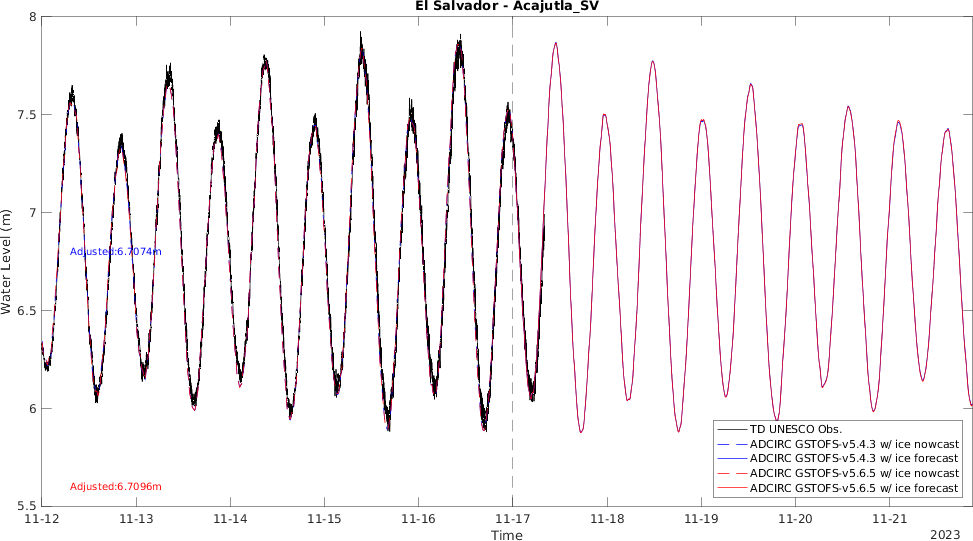 El Salvador - Acajutla_SV
8
7.5
7
6.5
6
5.5
Water Level (m)
Adjusted:6.7074m
Adjusted:6.7096m
TD UNESCO Obs.
ADCIRC GSTOFS-v5.4.3 w/ ice nowcast
ADCIRC GSTOFS-v5.4.3 w/ ice forecast
ADCIRC GSTOFS-v5.6.5 w/ ice nowcast
ADCIRC GSTOFS-v5.6.5 w/ ice forecast
11-12 11-13 11-14 11-15 11-16 11-17 11-18 11-19 11-20 11-21
Time
2023